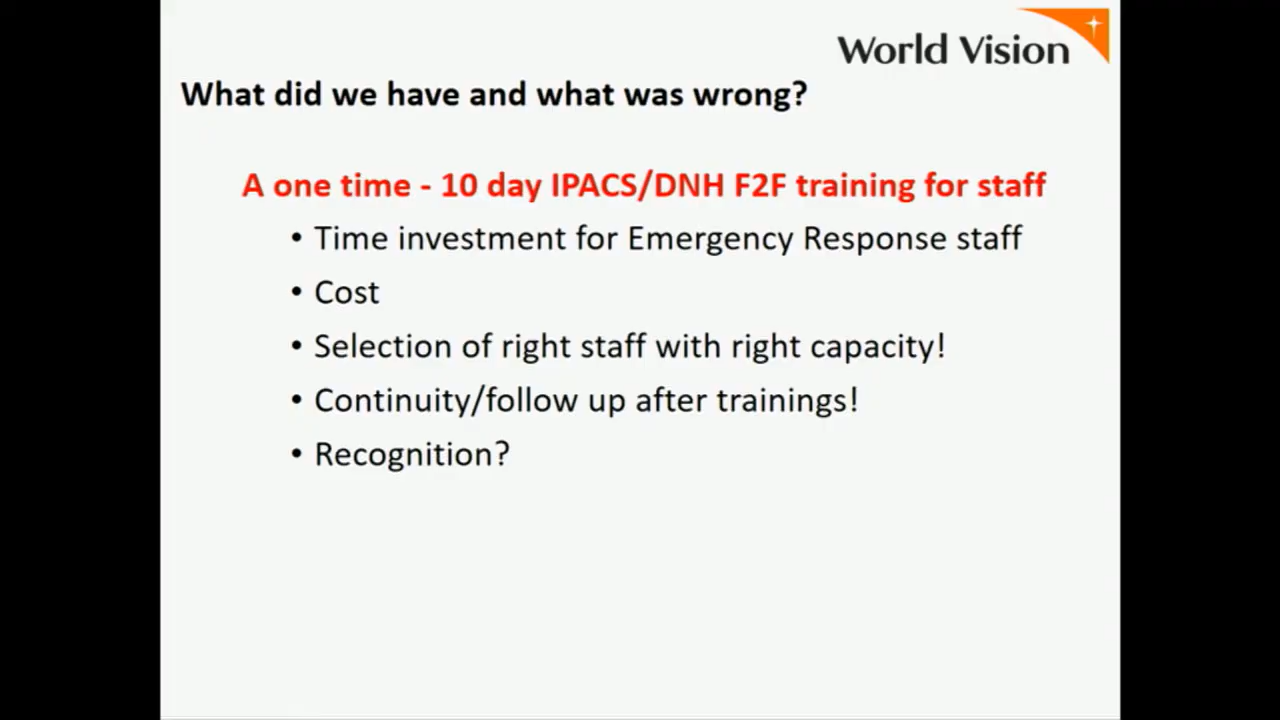 World Vision
What did we have and what was wrong?
A one time - 10 day IPACS/DNH F2F training for staff
• Time investment for Emergency Response staff
• Cost
• Selection of right staff with right capacity!
• Continuity/follow up after trainings!
• Recognition?